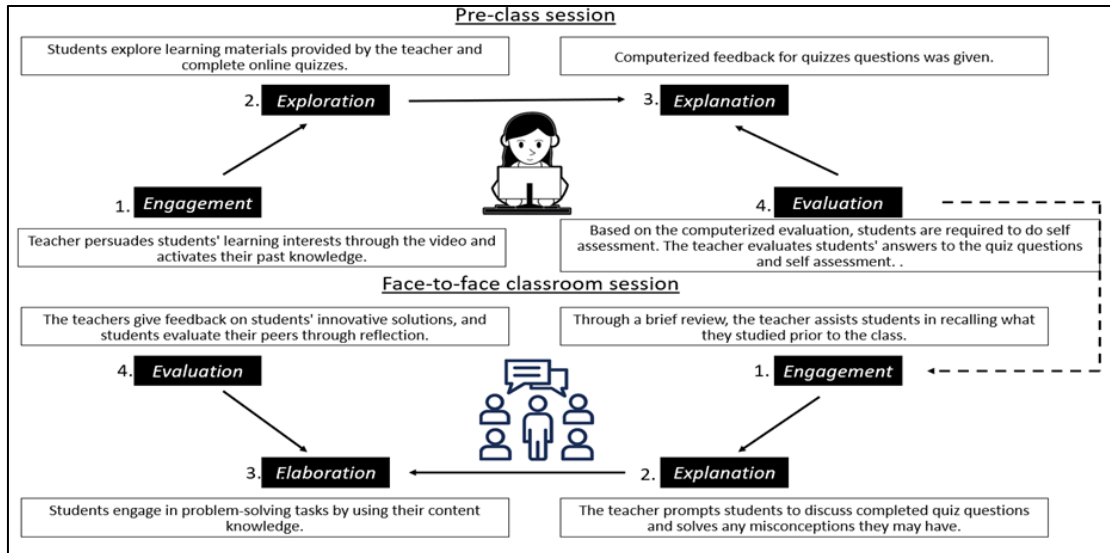 Pre-class session
Students explore learning materials provided by the teacher and
complete online quizzes.
Computerized feedback for quizzes questions was given.
2. Exploration
3. Explanation
1. Engagement
4. Evaluation
Teacher persuades students' learning interests through the video and
activates their past knowledge.
Based on the computerized evaluation, students are required to do self
assessment. The teacher evaluates students' answers to the quiz questions
and self assessment. .
Face-to-face classroom session
The teachers give feedback on students' innovative solutions, and
students evaluate their peers through reflection.
Through a brief review, the teacher assists students in recalling what
they studied prior to the class.
4. Evaluation
1. Engagement
3. Elaboration
2. Explanation
Students engage in problem-solving tasks by using their content
knowledge.
The teacher prompts students to discuss completed quiz questions
and solves any misconceptions they may have.